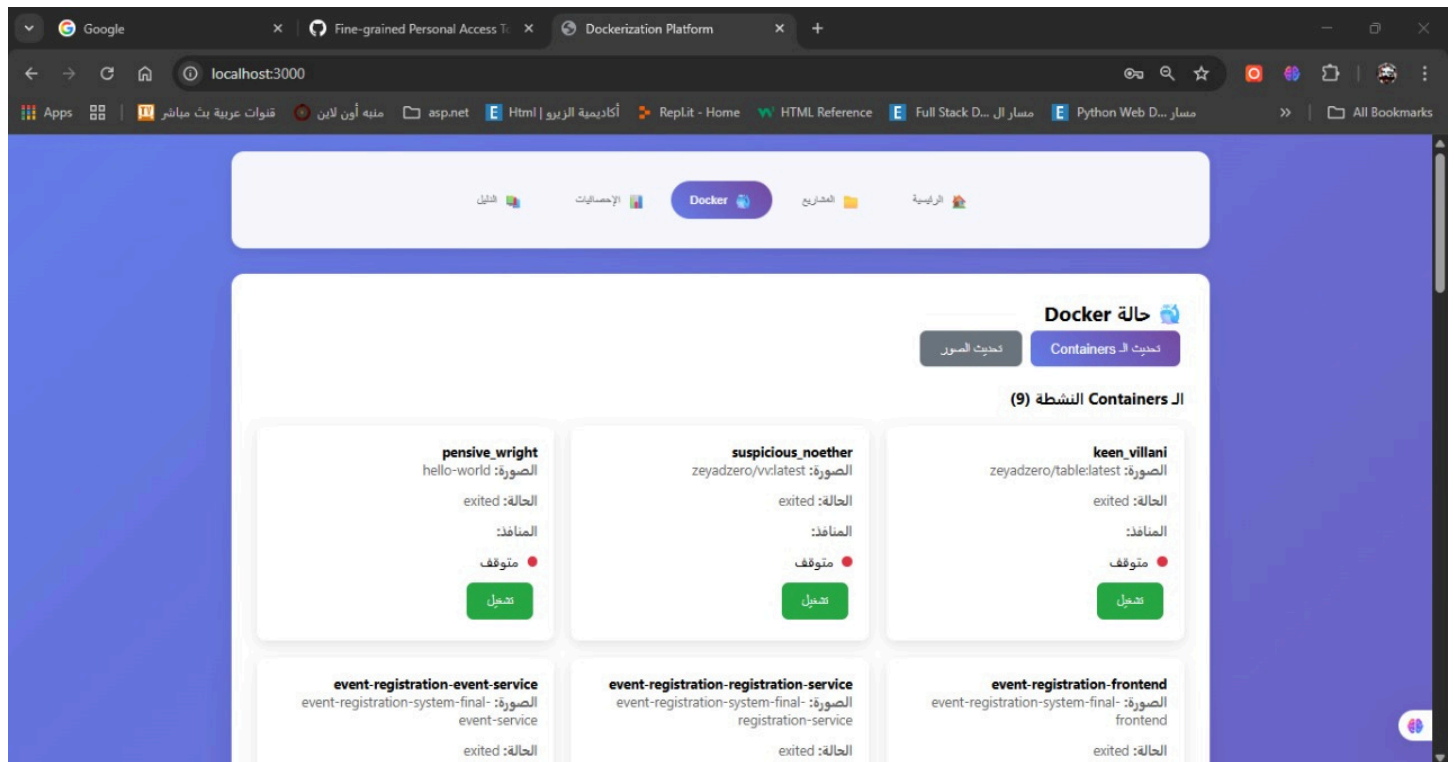 Google
Fine-grained Personal Access To
Dockerization Platform
localhost:3000
Apps
قنوات عربية بث مباشر
منبه أون لاين
asp.net
Html | أكاديمية الزيرو
Repl.it - Home
HTML Reference
مسار ال Full Stack D...
مسار Python Web D...
All Bookmarks
الرئيسية
المشاريع
Docker
الإحصائيات
الدليل
حالة Docker
تحديث الـ Containers
تحديث الصور
الـ Containers النشطة (9)
keen_villani
الصورة: zeyadzero/table:latest
الحالة: exited
المنافذ:
متوقف
تشغيل
suspicious_noether
الصورة: zeyadzero/vv:latest
الحالة: exited
المنافذ:
متوقف
تشغيل
pensive_wright
الصورة: hello-world
الحالة: exited
المنافذ:
متوقف
تشغيل
event-registration-frontend
الصورة: event-registration-system-final-
frontend
الحالة: exited
event-registration-registration-service
الصورة: event-registration-system-final-
registration-service
الحالة: exited
event-registration-event-service
الصورة: event-registration-system-final-
event-service
الحالة: exited